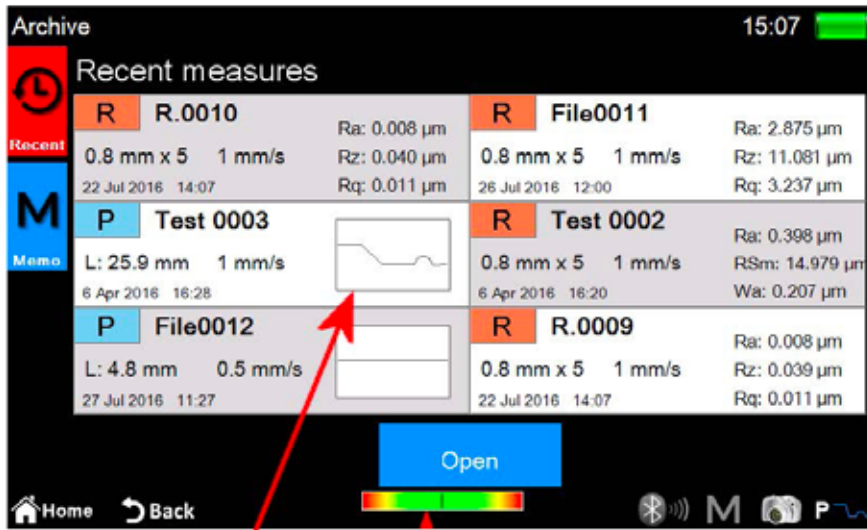 Archive 15:07
Recent measures
Recent
R R.0010
Ra: 0.008 µm
0.8 mm x 5 1 mm/s
Rz: 0.040 µm
22 Jul 2016 14:07
Rq: 0.011 µm
R File0011
Ra: 2.875 µm
0.8 mm x 5 1 mm/s
Rz: 11.081 µm
26 Jul 2016 12:00
Rq: 3.237 µm
M
Memo
P Test 0003
L: 25.9 mm 1 mm/s
6 Apr 2016 16:28
R Test 0002
Ra: 0.398 µm
0.8 mm x 5 1 mm/s
RSm: 14.979 µm
6 Apr 2016 16:20
Wa: 0.207 µm
P File0012
L: 4.8 mm 0.5 mm/s
27 Jul 2016 11:27
R R.0009
Ra: 0.008 µm
0.8 mm x 5 1 mm/s
Rz: 0.039 µm
22 Jul 2016 14:07
Rq: 0.011 µm
Open
Home Back M P